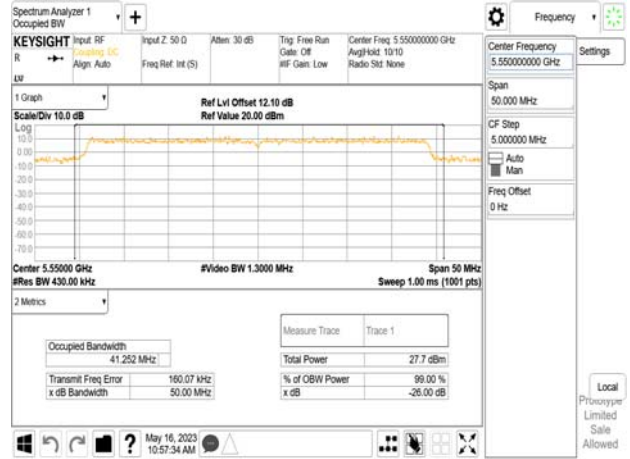 Spectrum Analyzer 1
Occupied BW
Frequency
KEYSIGHT
R
Input: RF
Coupling: DC
Align: Auto
Input Z: 50 Ω
Freq Ref: Int (S)
Atten: 30 dB
Trig: Free Run
Gate: Off
#IF Gain: Low
Center Freq: 5.550000000 GHz
Avg|Hold: 10/10
Radio Std: None
Center Frequency
5.550000000 GHz
Settings
Span
50.000 MHz
CF Step
5.000000 MHz
Auto
Man
Freq Offset
0 Hz
1 Graph
Scale/Div 10.0 dB
Ref Lvl Offset 12.10 dB
Ref Value 20.00 dBm
Log
10.0
0.00
-10.0
-20.0
-30.0
-40.0
-50.0
-60.0
-70.0
Center 5.55000 GHz
#Res BW 430.00 kHz
#Video BW 1.3000 MHz
Span 50 MHz
Sweep 1.00 ms (1001 pts)
2 Metrics
Measure Trace
Trace 1
Occupied Bandwidth
41.252 MHz
Total Power
27.7 dBm
Transmit Freq Error
160.07 kHz
% of OBW Power
99.00 %
x dB Bandwidth
50.00 MHz
x dB
-26.00 dB
Local
Prototype
Limited
Sale
Allowed
?
May 16, 2023
10:57:34 AM